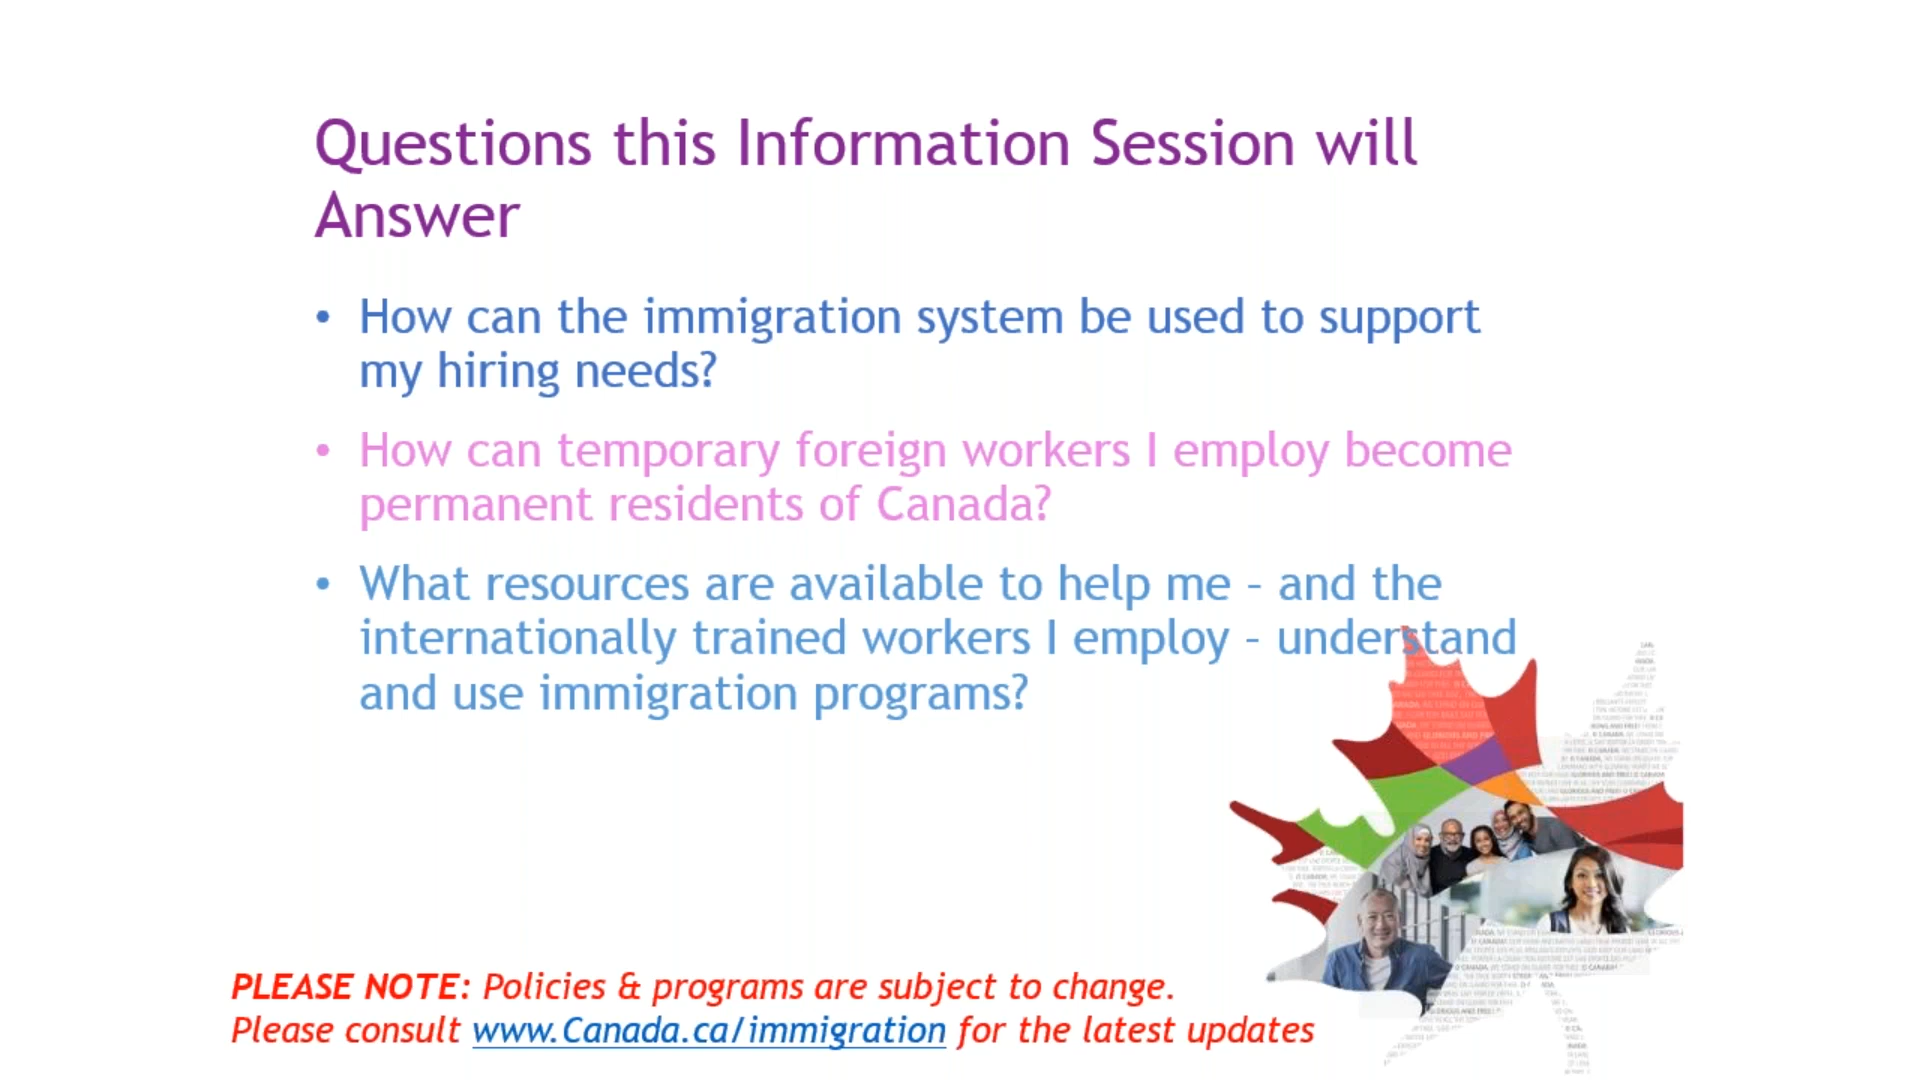 Questions this Information Session will
Answer
• How can the immigration system be used to support
my hiring needs?
• How can temporary foreign workers I employ become
permanent residents of Canada?
• What resources are available to help me – and the
internationally trained workers I employ – understand
and use immigration programs?
PLEASE NOTE: Policies & programs are subject to change.
Please consult www.Canada.ca/immigration for the latest updates